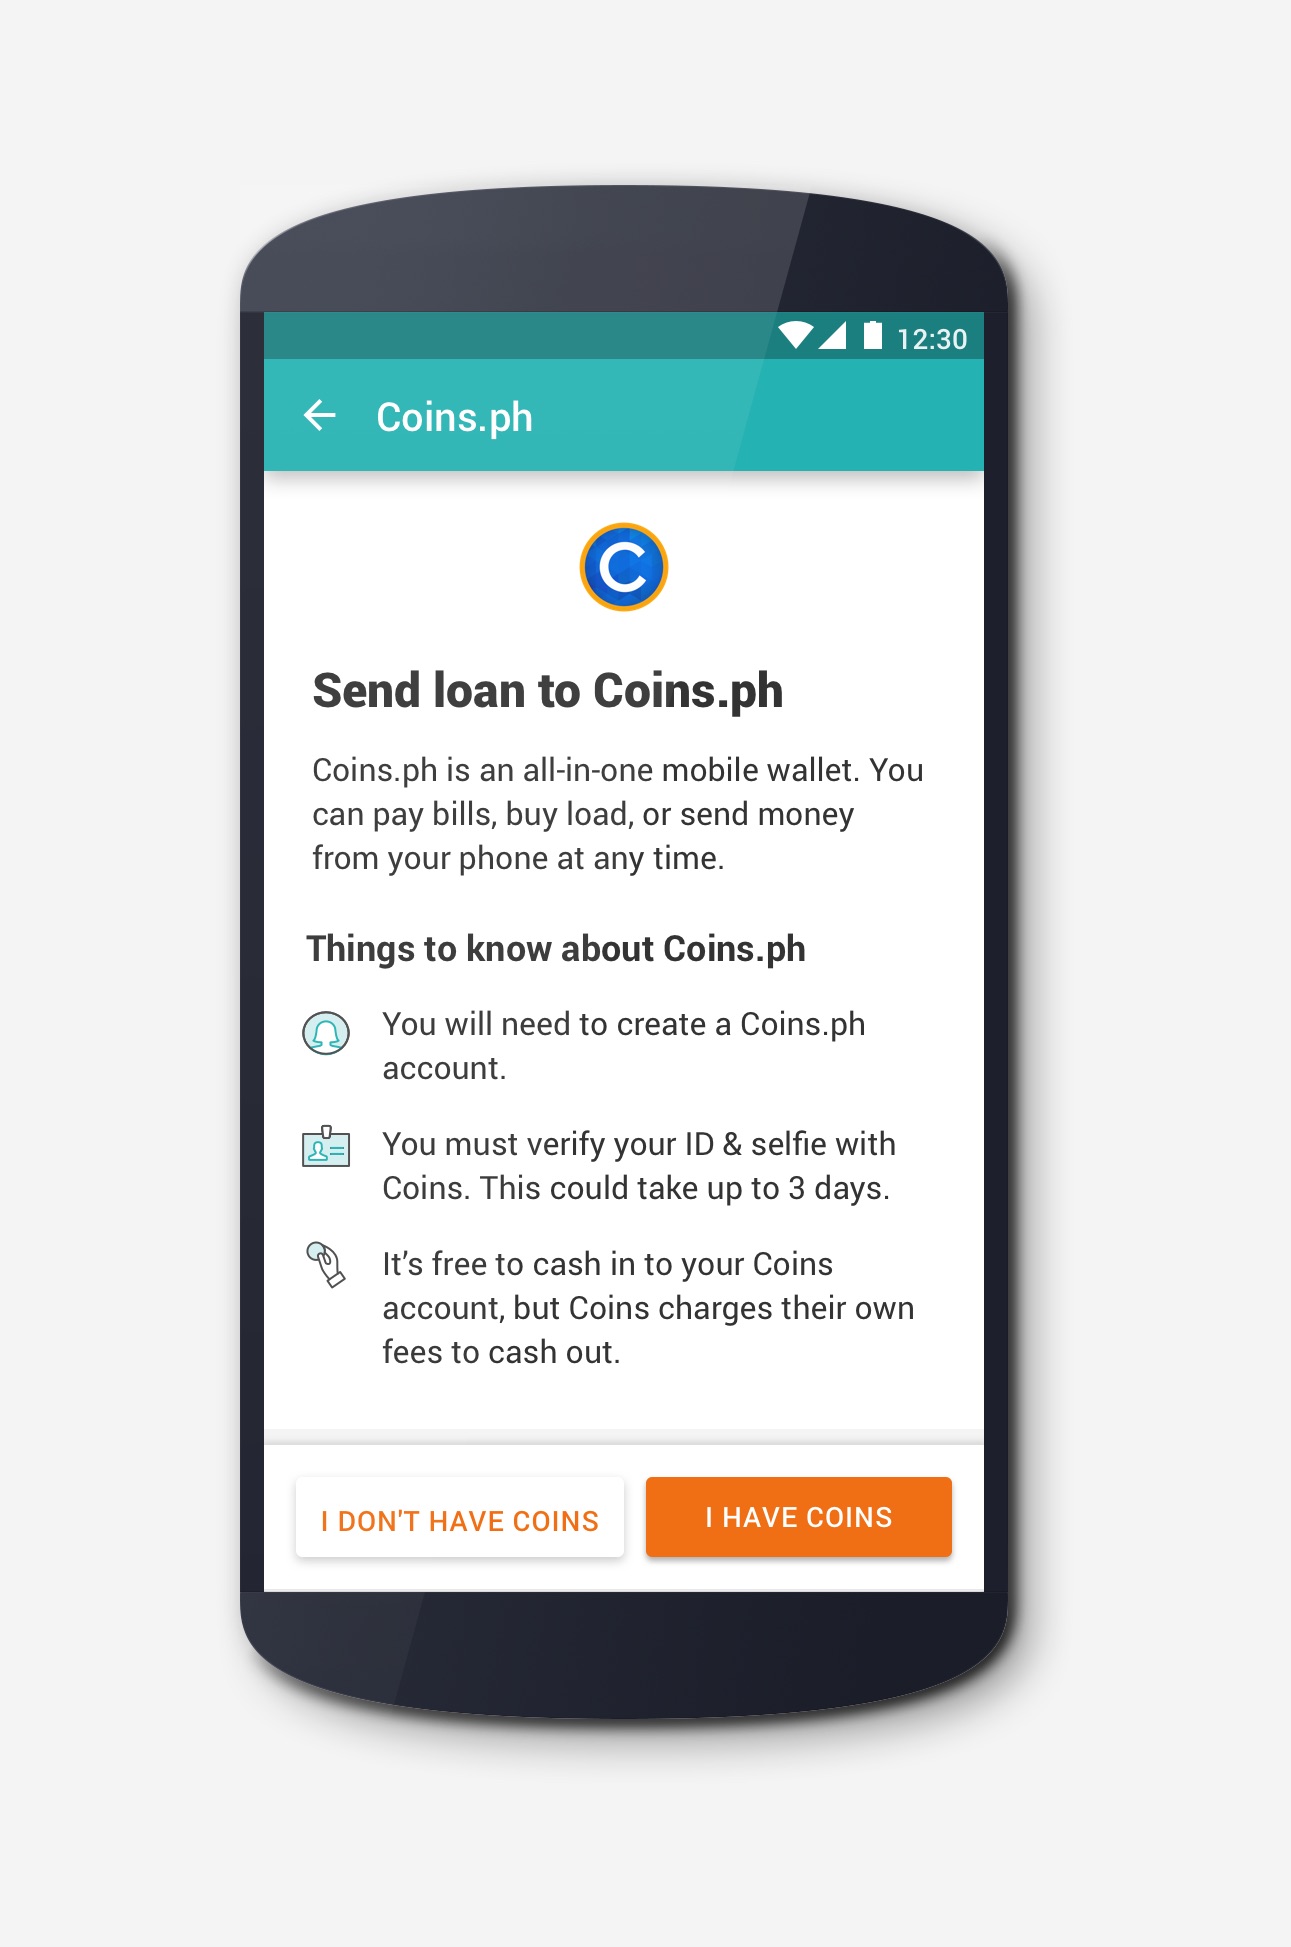 12:30
Coins.ph
C
Send loan to Coins.ph
Coins.ph is an all-in-one mobile wallet. You
can pay bills, buy load, or send money
from your phone at any time.
Things to know about Coins.ph
You will need to create a Coins.ph
account.
You must verify your ID & selfie with
Coins. This could take up to 3 days.
It’s free to cash in to your Coins
account, but Coins charges their own
fees to cash out.
I DON'T HAVE COINS
I HAVE COINS